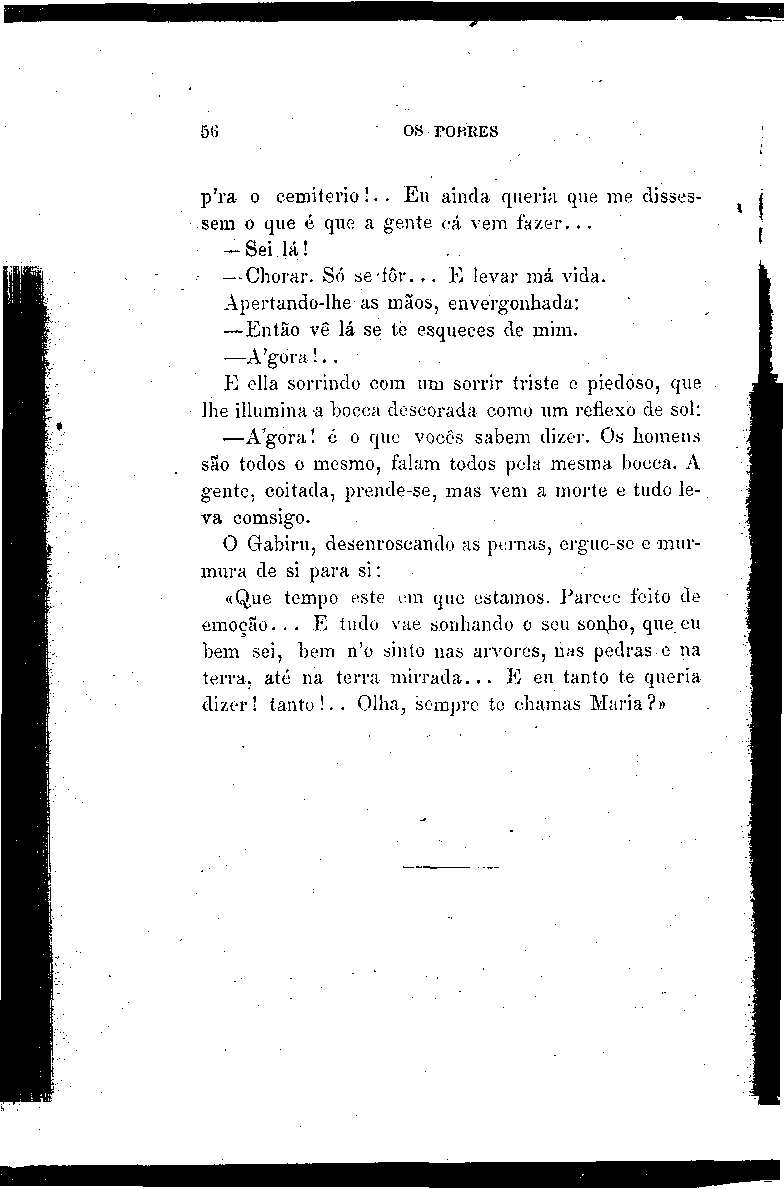 56 OS POBRES
p'ra o cemiterio!.. Eu ainda queria que me disses-
sem o que é que a gente cá vem fazer...
—Sei lá!
—Chorar. Só se fôr... E levar má vida.
Apertando-lhe as mãos, envergonhada:
—Então vê lá se te esqueces de mim.
—A'gora!..
E ella sorrindo com um sorrir triste e piedoso, que
lhe illumina a bocca descorada como um reflexo de sol:
—A'gora! é o que vocês sabem dizer. Os homens
são todos o mesmo, falam todos pela mesma bocca. A
gente, coitada, prende-se, mas vem a morte e tudo le-
va comsigo.
O Gabiru, desenroscando as pernas, ergue-se e mur-
mura de si para si:
«Que tempo este em que estamos. Parece feito de
emoção... E tudo vae sonhando o seu sonho, que eu
bem sei, bem n'o sinto nas arvores, nas pedras e na
terra, até na terra mirrada... E eu tanto te queria
dizer! tanto!.. Olha, sempre te chamas Maria?»